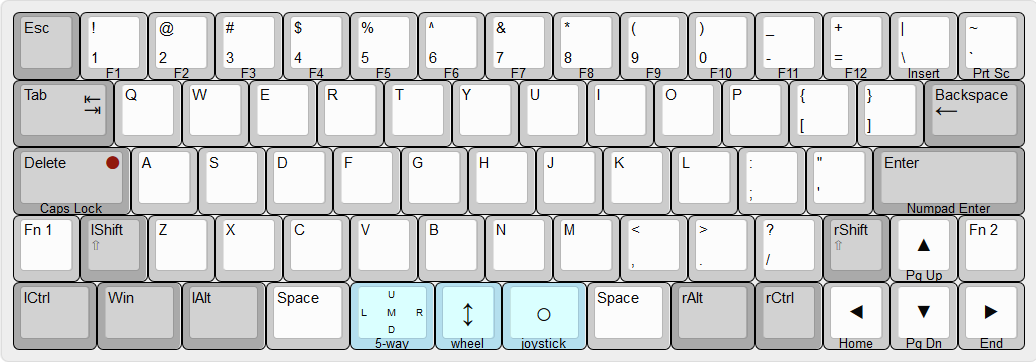 Esc ! @ # $ % ^ & * ( ) _ + | ~
1 2 3 4 5 6 7 8 9 0 - = \ `
F1 F2 F3 F4 F5 F6 F7 F8 F9 F10 F11 F12 Insert Prt Sc
Tab ⇤ Q W E R T Y U I O P { } Backspace
⇥ [ ] ←
Delete A S D F G H J K L : " Enter
; '
Caps Lock Numpad Enter
Fn 1 lShift Z X C V B N M < > ? rShift ▲ Fn 2
⇧ , . / ⇧
Pg Up
lCtrl Win lAlt Space U Space rAlt rCtrl
L M R ↕ ○ ◄ ▼ ►
D
5-way wheel joystick Home Pg Dn End